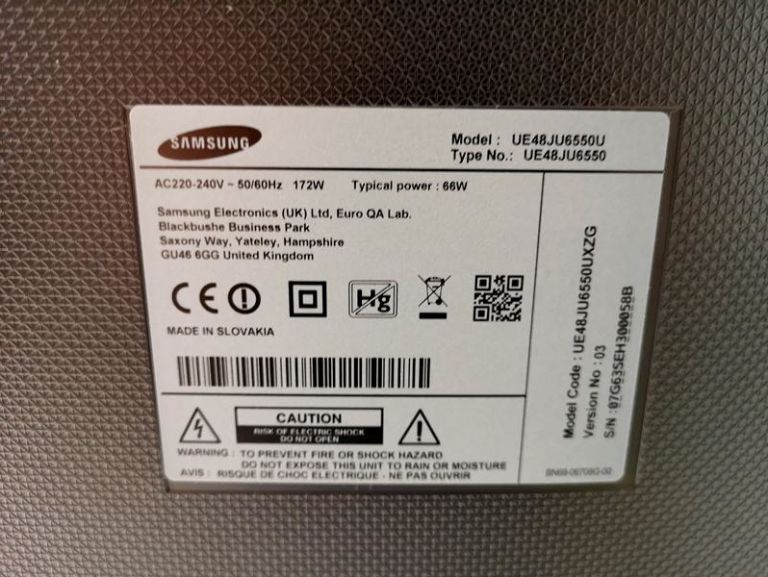 SAMSUNG
Model : UE48JU6550U
Type No.: UE48JU6550
AC220-240V ~ 50/60Hz 172W Typical power : 66W
Samsung Electronics (UK) Ltd, Euro QA Lab.
Blackbushe Business Park
Saxony Way, Yateley, Hampshire
GU46 6GG United Kingdom
CE
Hg
MADE IN SLOVAKIA
CAUTION
RISK OF ELECTRIC SHOCK
DO NOT OPEN
WARNING : TO PREVENT FIRE OR SHOCK HAZARD
DO NOT EXPOSE THIS UNIT TO RAIN OR MOISTURE
AVIS : RISQUE DE CHOC ELECTRIQUE - NE PAS OUVRIR
Model Code : UE48JU6550UXZG
Version No : 03
S/N : 07G63SEH300058B